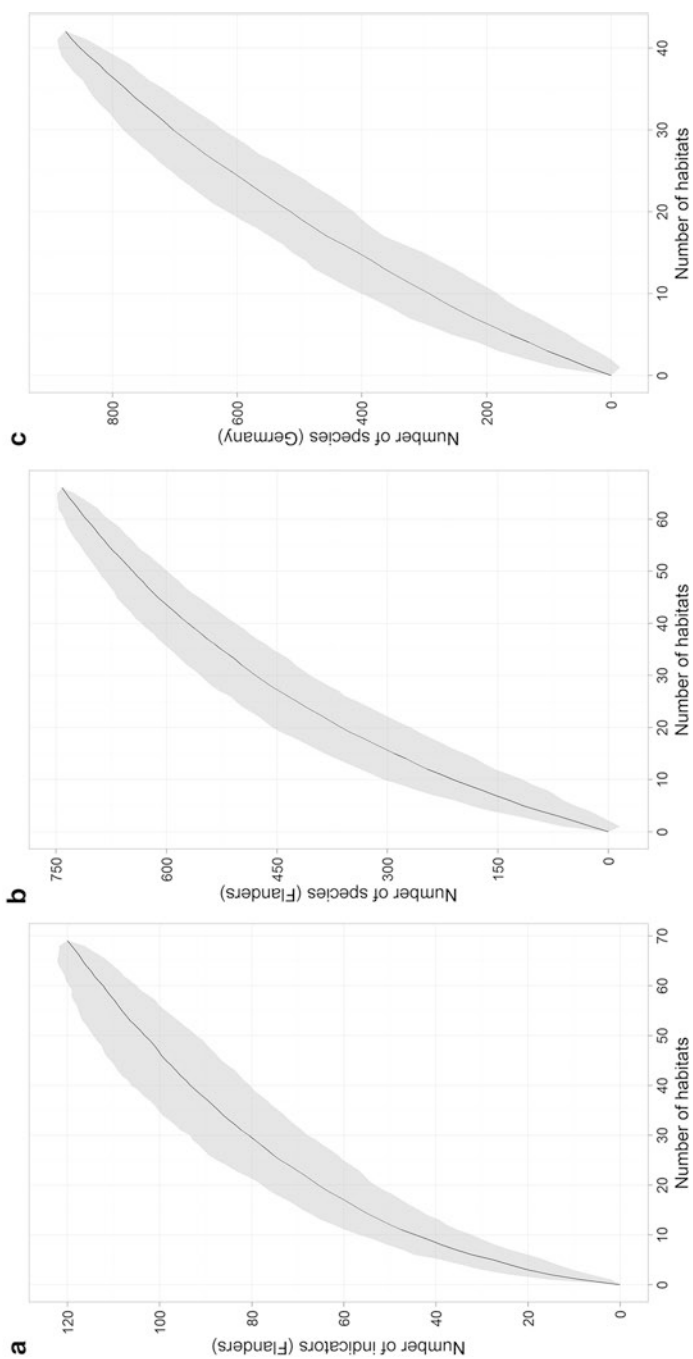 a
Number of indicators (Flanders)
120
100
80
60
40
20
0
0 10 20 30 40 50 60 70
Number of habitats
b
Number of species (Flanders)
750
600
450
300
150
0
0 10 20 30 40 50 60
Number of habitats
c
Number of species (Germany)
800
600
400
200
0
0 10 20 30 40
Number of habitats